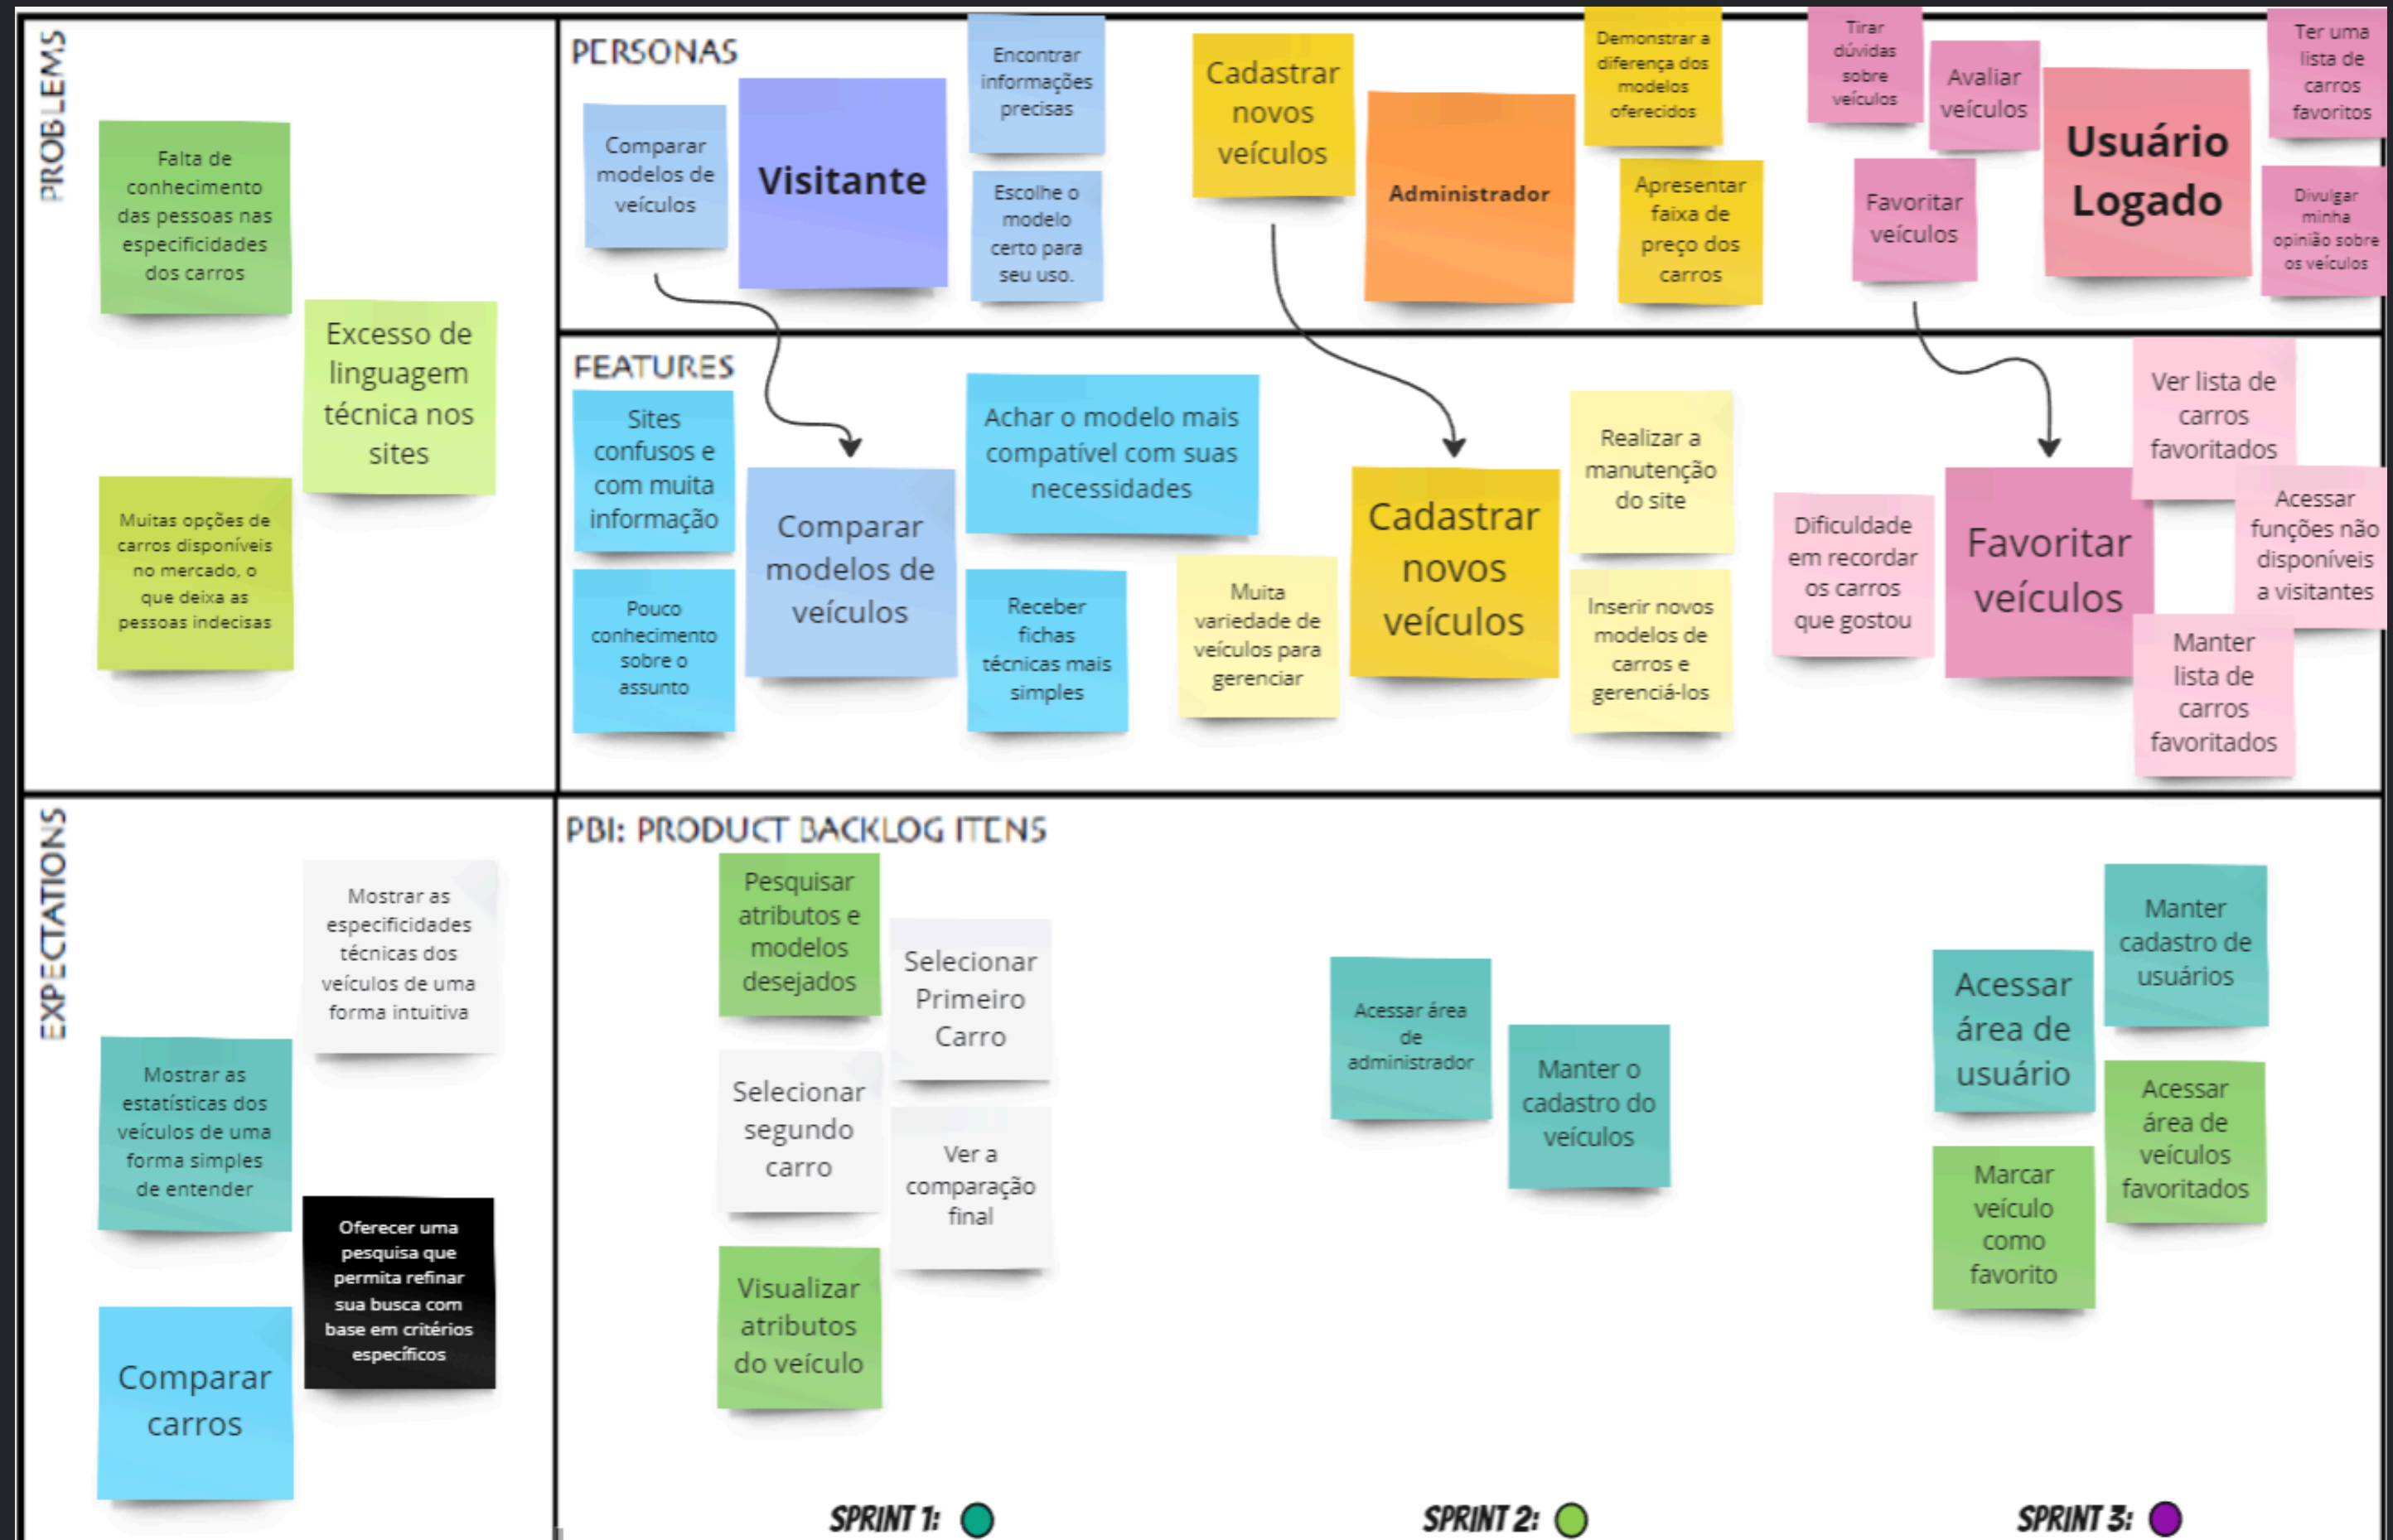 PROBLEMS
Falta de
conhecimento
das pessoas nas
especificidades
dos carros
Excesso de
linguagem
técnica nos
sites
Muitas opções de
carros disponíveis
no mercado, o
que deixa as
pessoas indecisas
PERSONAS
Comparar
modelos de
veículos
Visitante
Encontrar
informações
precisas
Escolhe o
modelo
certo para
seu uso.
Cadastrar
novos
veículos
Administrador
Demonstrar a
diferença dos
modelos
oferecidos
Apresentar
faixa de
preço dos
carros
Tirar
dúvidas
sobre
veículos
Avaliar
veículos
Favoritar
veículos
Usuário
Logado
Ter uma
lista de
carros
favoritos
Divulgar
minha
opinião sobre
os veículos
FEATURES
Sites
confusos e
com muita
informação
Pouco
conhecimento
sobre o
assunto
Comparar
modelos de
veículos
Achar o modelo mais
compatível com suas
necessidades
Receber
fichas
técnicas mais
simples
Muita
variedade de
veículos para
gerenciar
Cadastrar
novos
veículos
Realizar a
manutenção
do site
Inserir novos
modelos de
carros e
gerenciá-los
Dificuldade
em recordar
os carros
que gostou
Favoritar
veículos
Ver lista de
carros
favoritados
Acessar
funções não
disponíveis
a visitantes
Manter
lista de
carros
favoritados
EXPECTATIONS
Mostrar as
especificidades
técnicas dos
veículos de uma
forma intuitiva
Mostrar as
estatísticas dos
veículos de uma
forma simples
de entender
Oferecer uma
pesquisa que
permita refinar
sua busca com
base em critérios
específicos
Comparar
carros
PBI: PRODUCT BACKLOG ITENS
Pesquisar
atributos e
modelos
desejados
Selecionar
Primeiro
Carro
Selecionar
segundo
carro
Ver a
comparação
final
Visualizar
atributos
do veículo
Acessar área
de
administrador
Manter o
cadastro do
veículos
Acessar
área de
usuário
Manter
cadastro de
usuários
Acessar
área de
veículos
favoritados
Marcar
veículo
como
favorito
SPRINT 1:
SPRINT 2:
SPRINT 3: